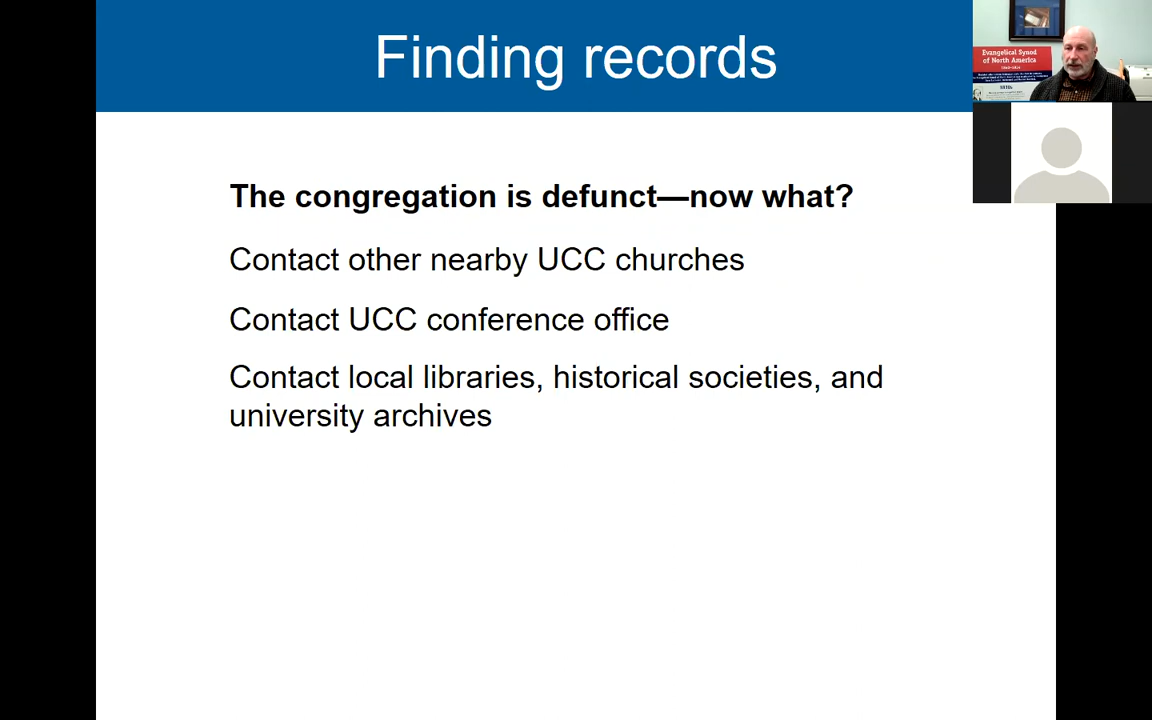 Finding records
Evangelical Synod
of North America
The congregation is defunct—now what?
Contact other nearby UCC churches
Contact UCC conference office
Contact local libraries, historical societies, and
university archives